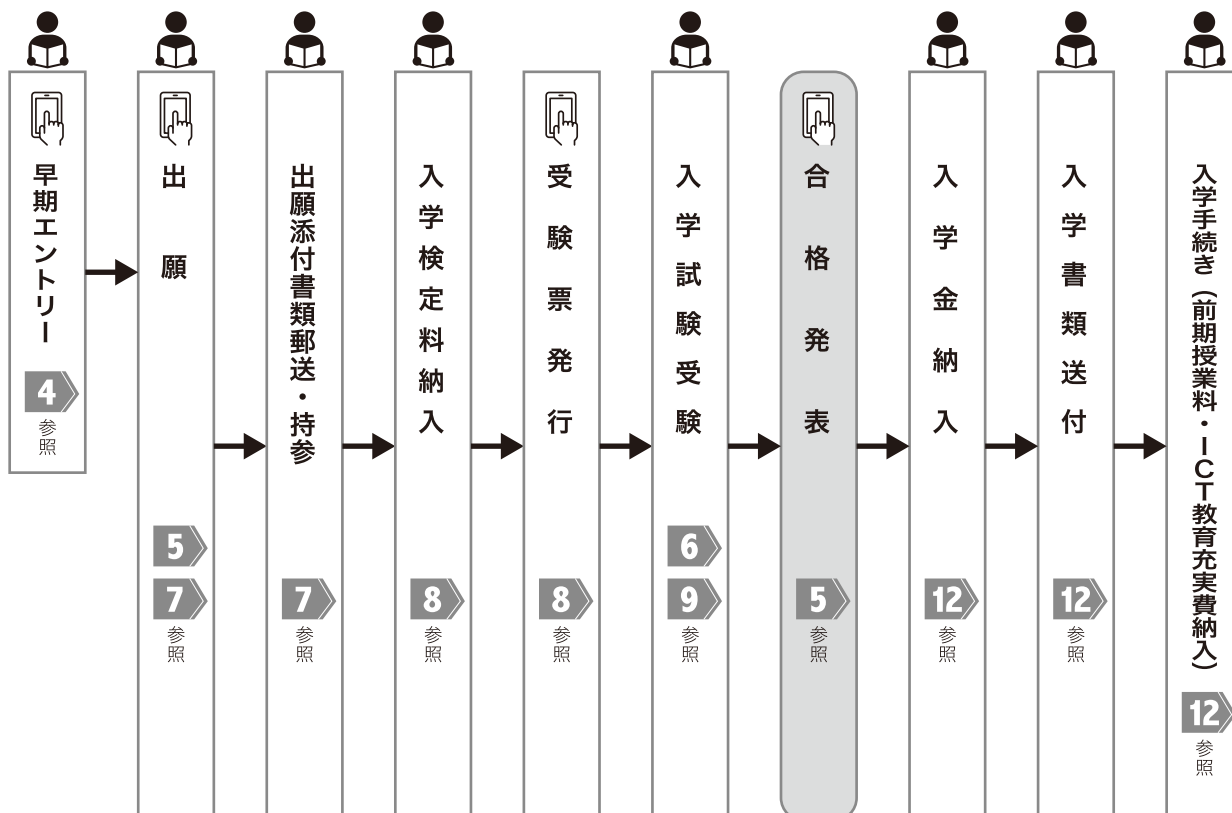 早期エントリー
4
参照
出願
5
7
参照
出願添付書類郵送・持参
7
参照
入学検定料納入
8
参照
受験票発行
8
参照
入学試験受験
6
9
参照
合格発表
5
参照
入学金納入
12
参照
入学書類送付
12
参照
入学手続き（前期授業料・ICT教育充実費納入）
12
参照